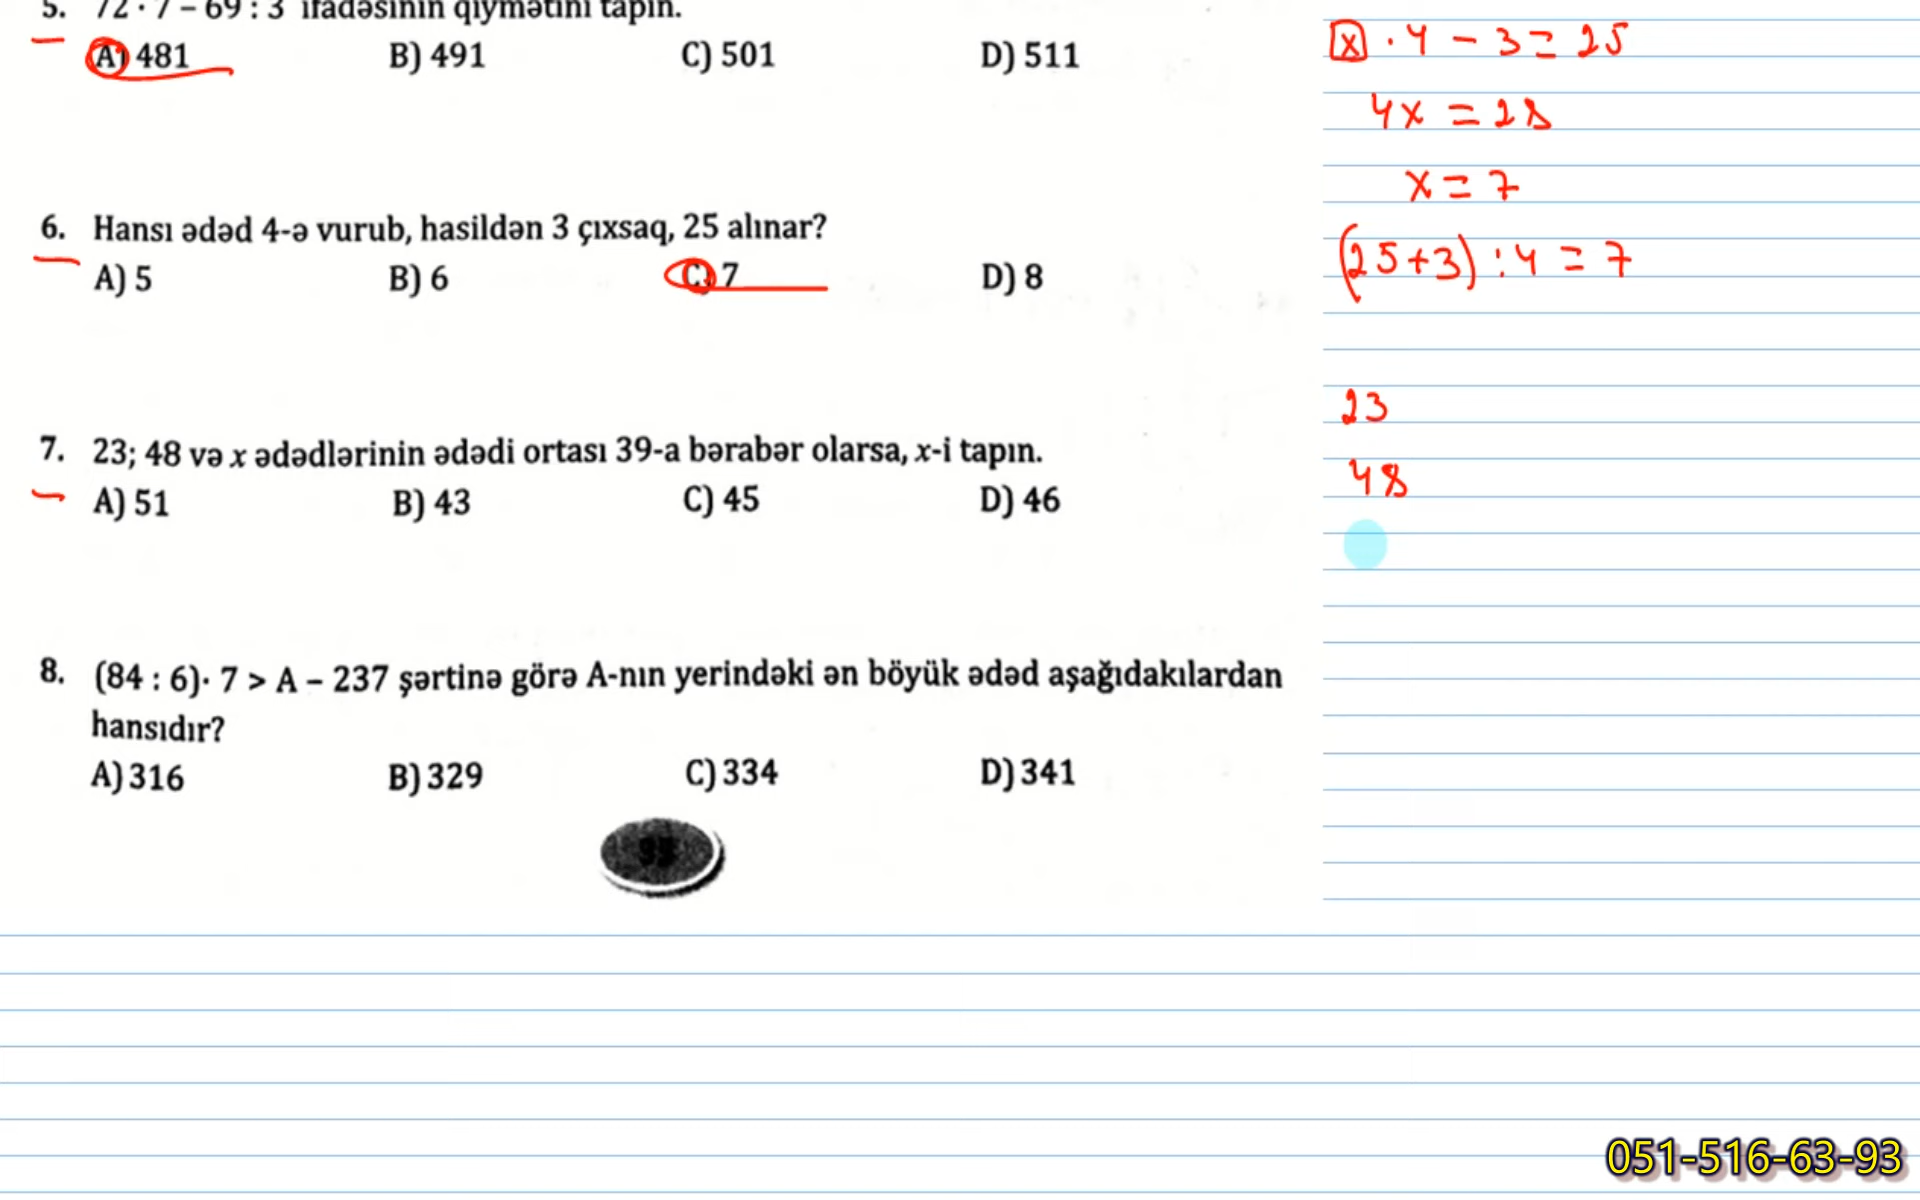 5. 72 · 7 – 69 : 3 ifadəsinin qiymətini tapın.
A) 481 B) 491 C) 501 D) 511
6. Hansı ədəd 4-ə vurub, hasildən 3 çıxsaq, 25 alınar?
A) 5 B) 6 C) 7 D) 8
7. 23; 48 və x ədədlərinin ədədi ortası 39-a bərabər olarsa, x-i tapın.
A) 51 B) 43 C) 45 D) 46
8. (84 : 6)· 7 > A – 237 şərtinə görə A-nın yerindəki ən böyük ədəd aşağıdakılardan
hansıdır?
A) 316 B) 329 C) 334 D) 341
x · 4 – 3 = 25
4x = 28
x = 7
(25+3) : 4 = 7
23
48
051-516-63-93